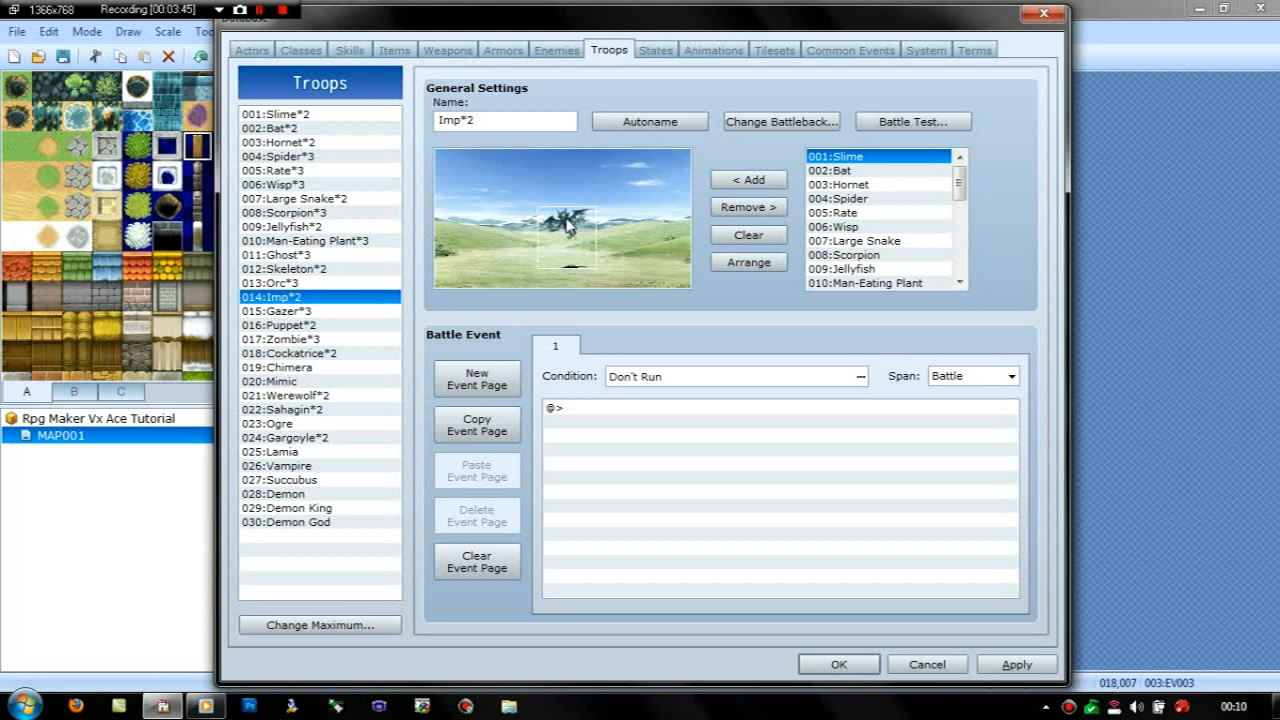 1366x768 Recording [00:03:45]
Database
File Edit Mode Draw Scale
Actors Classes Skills Items Weapons Armors Enemies Troops States Animations Tilesets Common Events System Terms
Troops
001:Slime*2
002:Bat*2
003:Hornet*2
004:Spider*3
005:Rate*3
006:Wisp*3
007:Large Snake*2
008:Scorpion*3
009:Jellyfish*2
010:Man-Eating Plant*3
011:Ghost*3
012:Skeleton*2
013:Orc*3
014:Imp*2
015:Gazer*3
016:Puppet*2
017:Zombie*3
018:Cockatrice*2
019:Chimera
020:Mimic
021:Werewolf*2
022:Sahagin*2
023:Ogre
024:Gargoyle*2
025:Lamia
026:Vampire
027:Succubus
028:Demon
029:Demon King
030:Demon God
Change Maximum...
General Settings
Name:
Imp*2
Autoname
Change Battleback...
Battle Test...
< Add
Remove >
Clear
Arrange
001:Slime
002:Bat
003:Hornet
004:Spider
005:Rate
006:Wisp
007:Large Snake
008:Scorpion
009:Jellyfish
010:Man-Eating Plant
Battle Event
1
New
Event Page
Copy
Event Page
Paste
Event Page
Delete
Event Page
Clear
Event Page
Condition: Don't Run ...
Span: Battle
@>
A B C
Rpg Maker Vx Ace Tutorial
MAP001
OK Cancel Apply
018,007 003:EV003
00:10